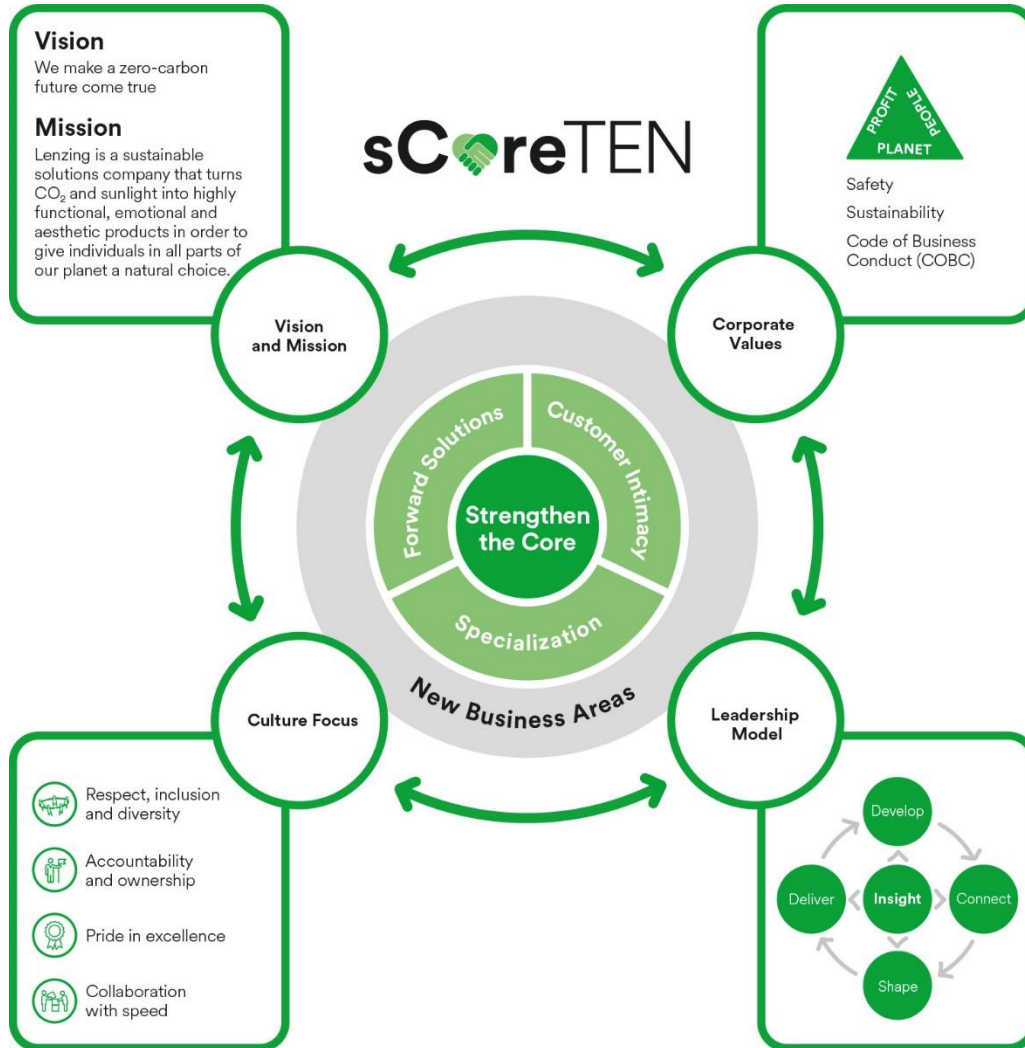 Vision
We make a zero-carbon
future come true
Mission
Lenzing is a sustainable
solutions company that turns
CO₂ and sunlight into highly
functional, emotional and
aesthetic products in order to
give individuals in all parts of
our planet a natural choice.
sCoreTEN
PROFIT
PEOPLE
PLANET
Safety
Sustainability
Code of Business
Conduct (COBC)
Vision
and Mission
Corporate
Values
Forward Solutions
Customer Intimacy
Strengthen
the Core
Specialization
New Business Areas
Culture Focus
Leadership
Model
Respect, inclusion
and diversity
Accountability
and ownership
Pride in excellence
Collaboration
with speed
Develop
Deliver
Insight
Connect
Shape